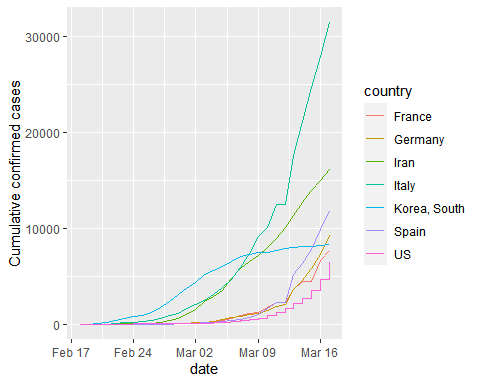 30000
20000
10000
0
Cumulative confirmed cases
Feb 17 Feb 24 Mar 02 Mar 09 Mar 16
date
country
France
Germany
Iran
Italy
Korea, South
Spain
US